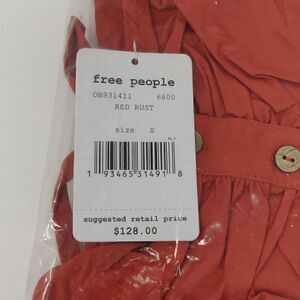 free people
OB931411 6600
RED RUST
size S
1 93465 31491 8
suggested retail price
$128.00